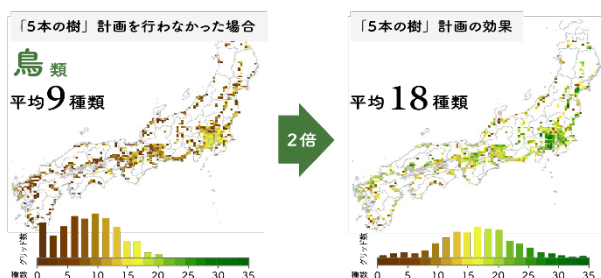 「5本の樹」計画を行わなかった場合
鳥類
平均9種類
グリッド数
種数 0 5 10 15 20 25 30 35
2倍
「5本の樹」計画の効果
平均18種類
グリッド数
種数 0 5 10 15 20 25 30 35